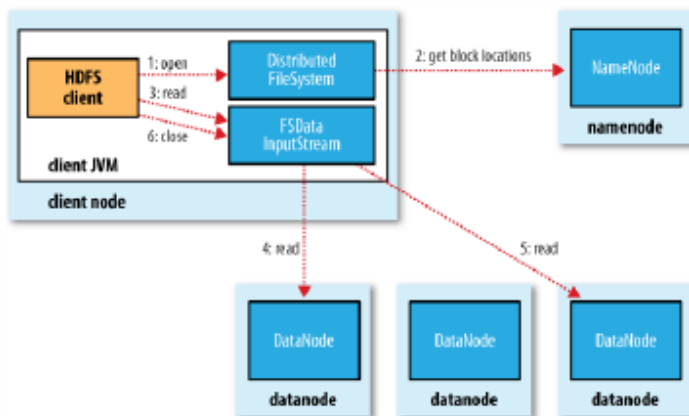 HDFS
client
1: open
3: read
6: close
Distributed
FileSystem
FSData
InputStream
client JVM
client node
2: get block locations
NameNode
namenode
4: read
5: read
DataNode
datanode
DataNode
datanode
DataNode
datanode